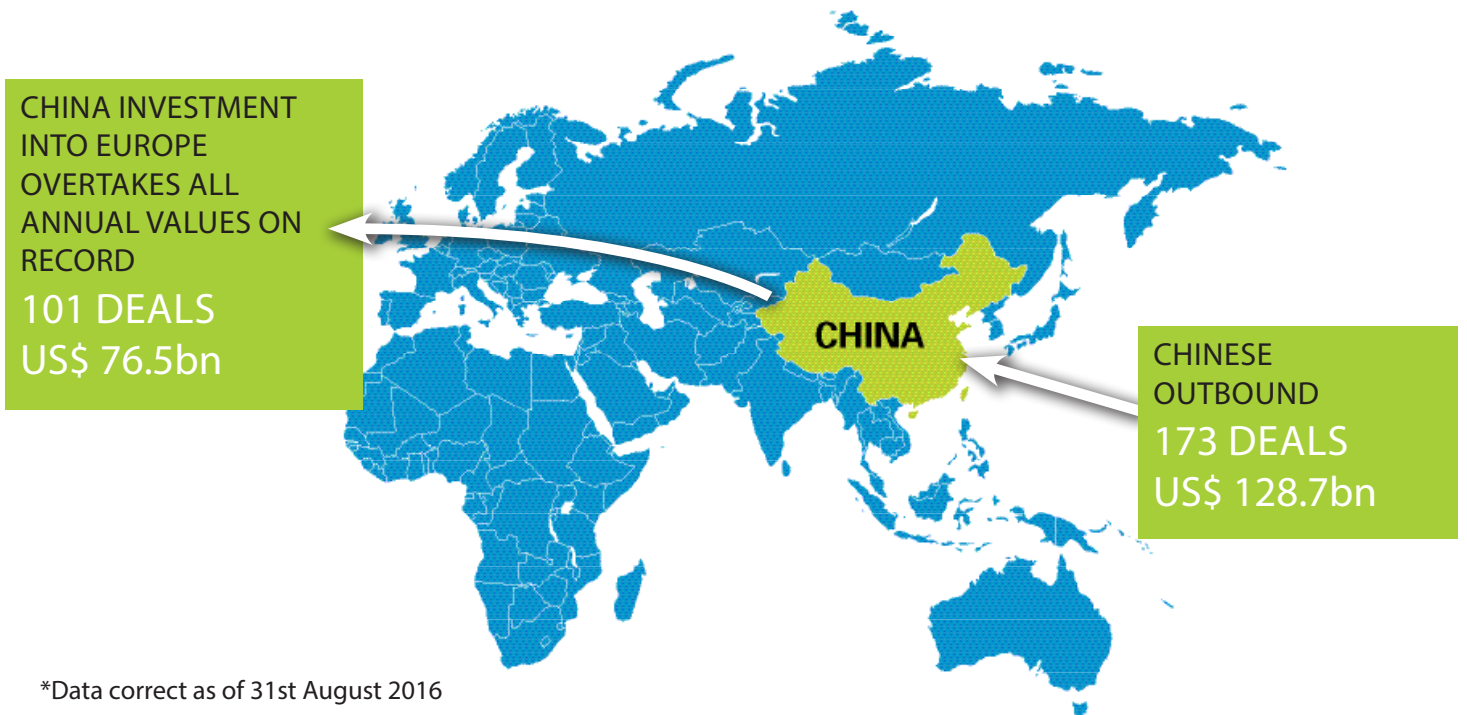 CHINA INVESTMENT
INTO EUROPE
OVERTAKES ALL
ANNUAL VALUES ON
RECORD
101 DEALS
US$ 76.5bn
CHINA
CHINESE
OUTBOUND
173 DEALS
US$ 128.7bn
*Data correct as of 31st August 2016